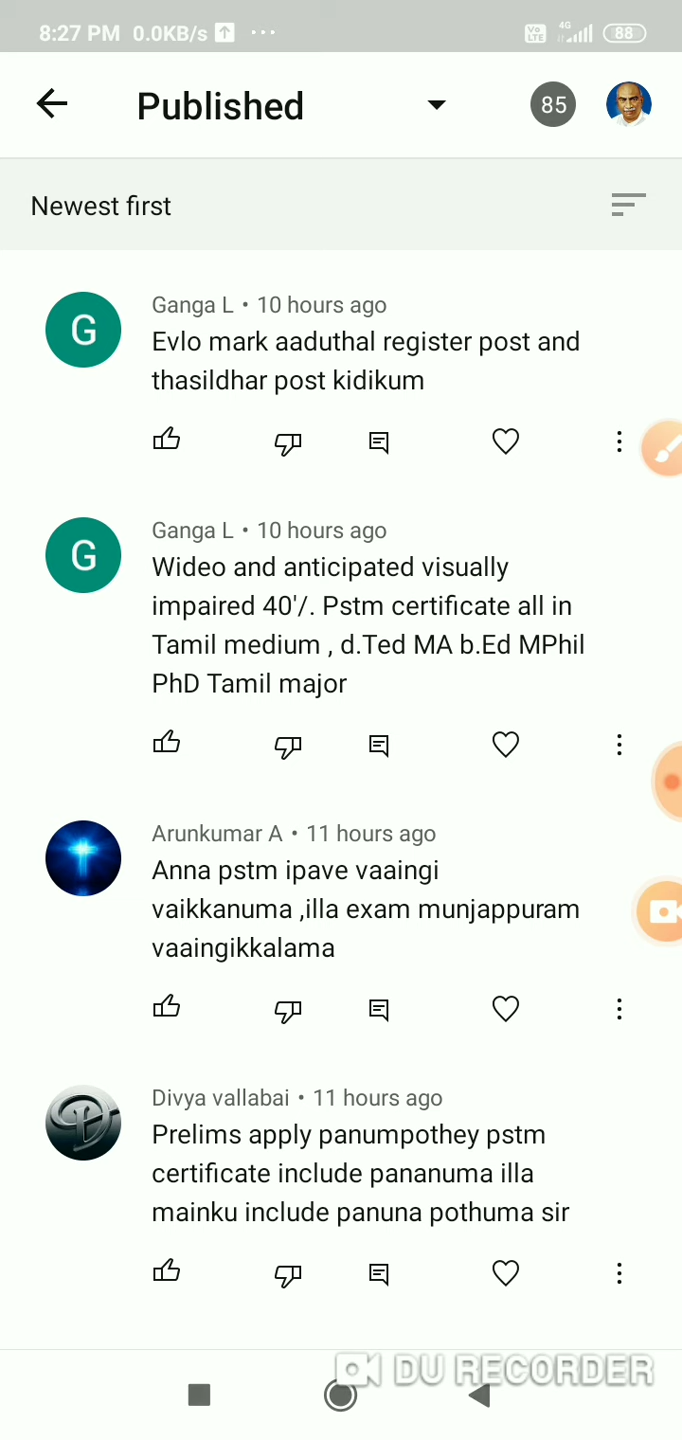 8:27 PM 0.0KB/s ...
Vo LTE 4G 88
Published 85
Newest first
Ganga L • 10 hours ago
G
Evlo mark aaduthal register post and
thasildhar post kidikum
Ganga L • 10 hours ago
G
Wideo and anticipated visually
impaired 40'/. Pstm certificate all in
Tamil medium , d.Ted MA b.Ed MPhil
PhD Tamil major
Arunkumar A • 11 hours ago
Anna pstm ipave vaaingi
vaikkanuma ,illa exam munjappuram
vaaingikkalama
Divya vallabai • 11 hours ago
Prelims apply panumpothey pstm
certificate include pananuma illa
mainku include panuna pothuma sir
DU RECORDER